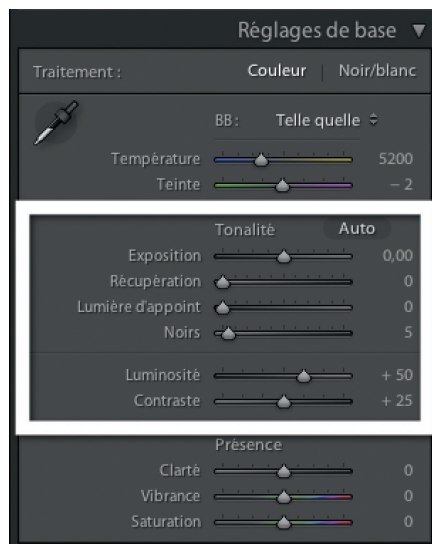 Réglages de base ▼
Traitement : Couleur | Noir/blanc
BB : Telle quelle
Température 5200
Teinte – 2
Tonalité Auto
Exposition 0,00
Récupération 0
Lumière d'appoint 0
Noirs 5
Luminosité + 50
Contraste + 25
Présence
Clarté 0
Vibrance 0
Saturation 0